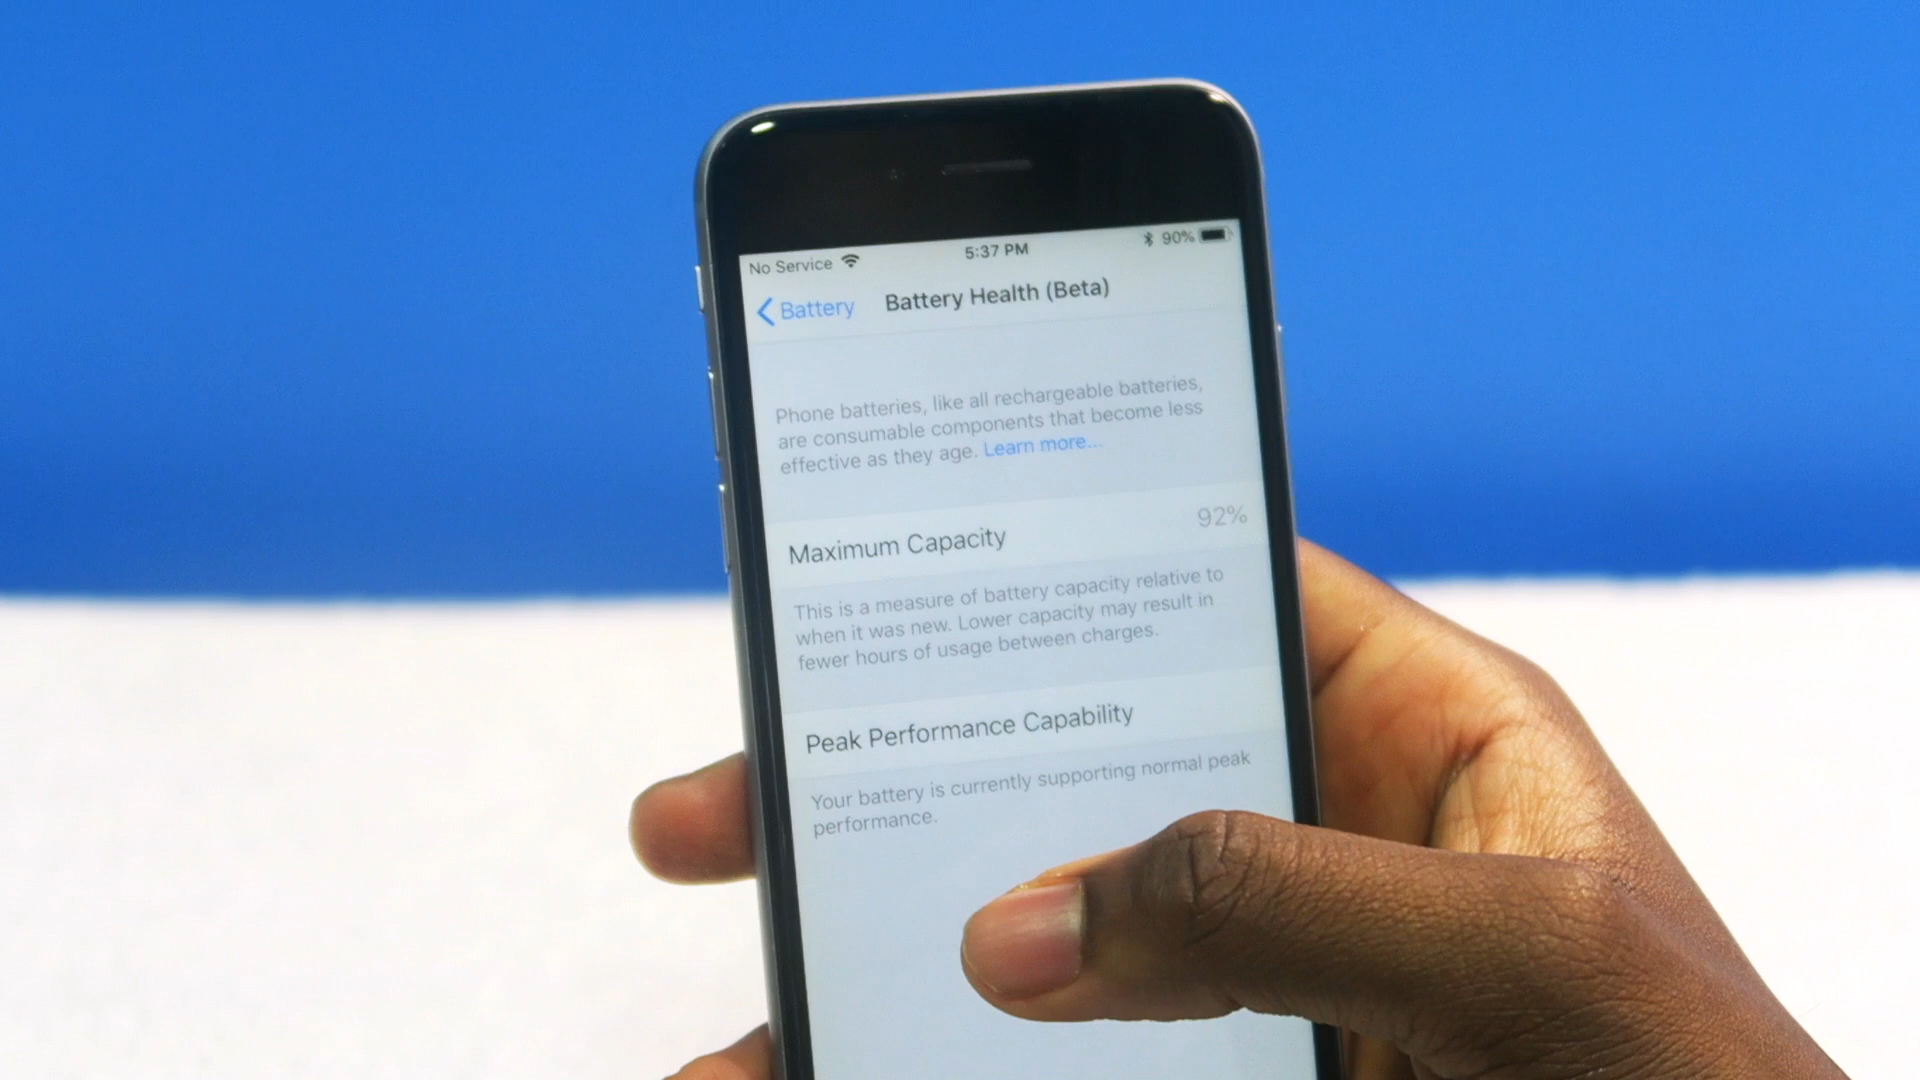 No Service 5:37 PM 90%
Battery Battery Health (Beta)
Phone batteries, like all rechargeable batteries,
are consumable components that become less
effective as they age. Learn more...
Maximum Capacity 92%
This is a measure of battery capacity relative to
when it was new. Lower capacity may result in
fewer hours of usage between charges.
Peak Performance Capability
Your battery is currently supporting normal peak
performance.